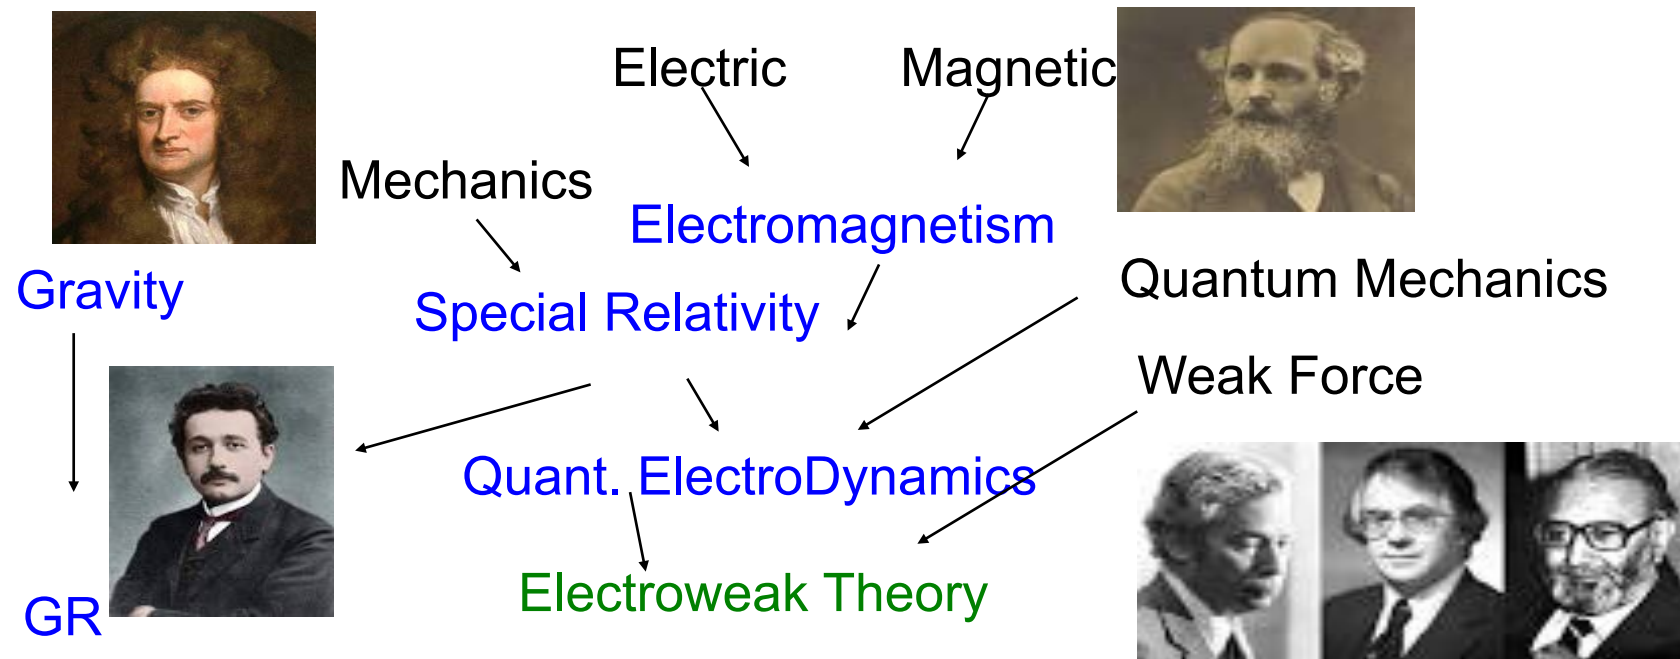 Electric
Magnetic
Mechanics
Electromagnetism
Gravity
Special Relativity
Quantum Mechanics
Weak Force
Quant. ElectroDynamics
Electroweak Theory
GR